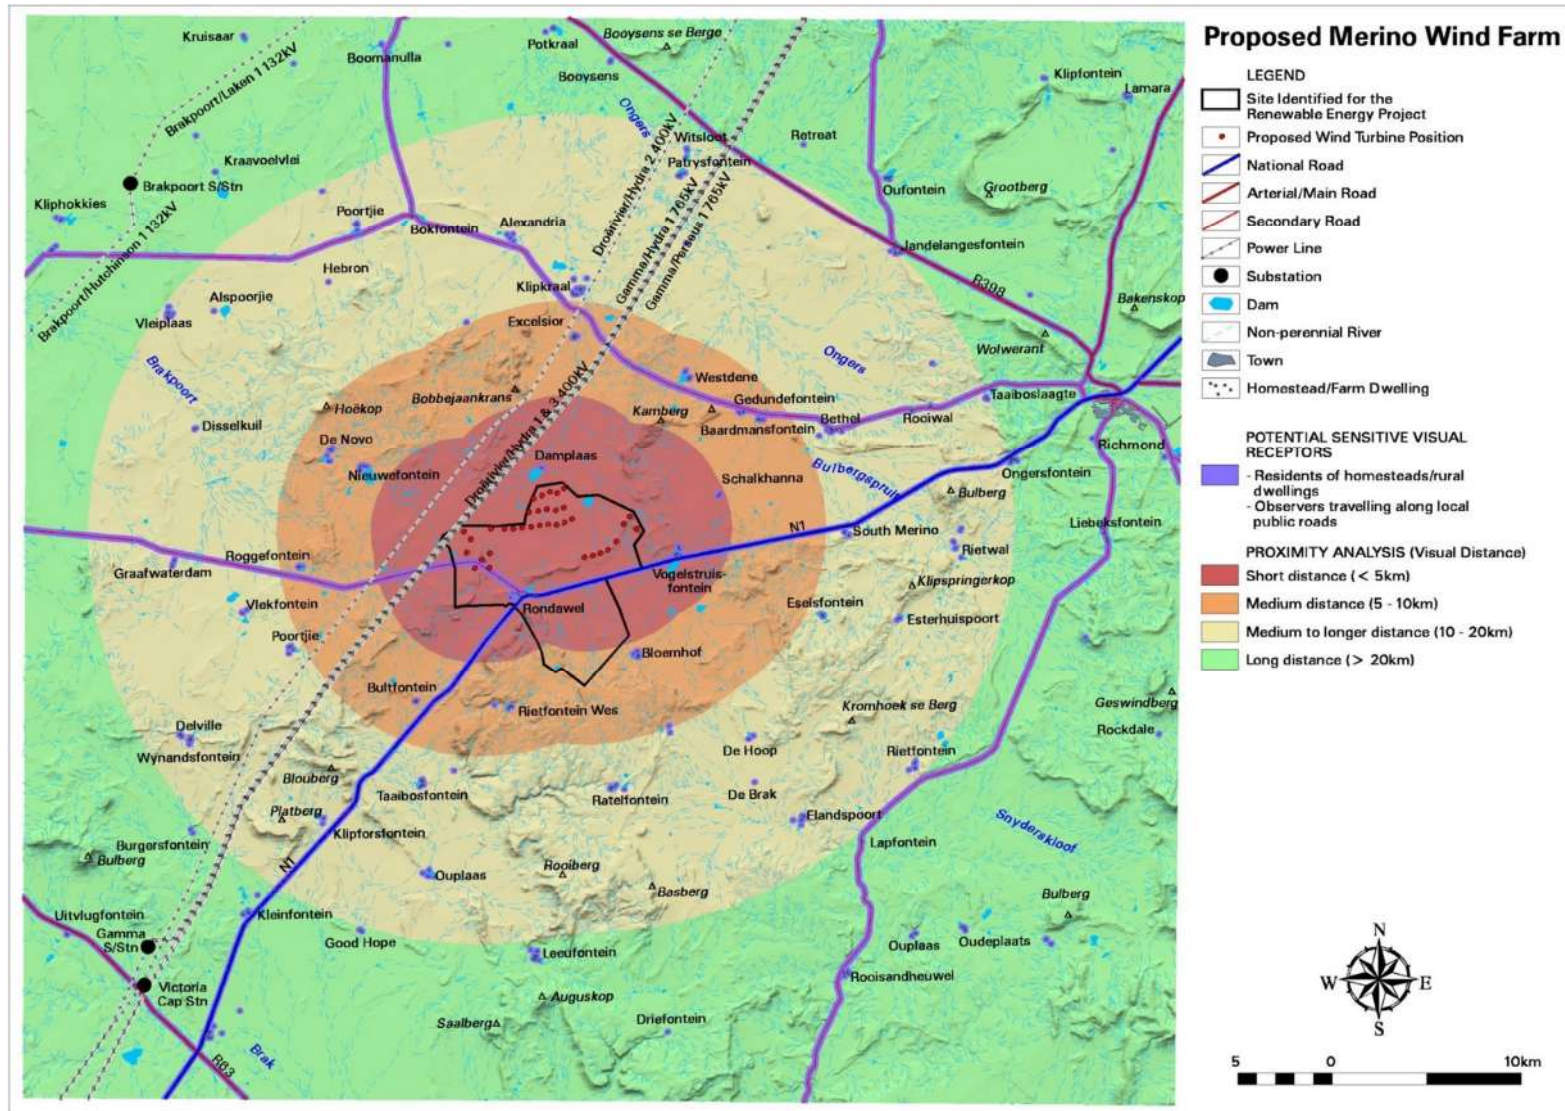 Proposed Merino Wind Farm
LEGEND
Site Identified for the
Renewable Energy Project
Proposed Wind Turbine Position
National Road
Arterial/Main Road
Secondary Road
Power Line
Substation
Dam
Non-perennial River
Town
Homestead/Farm Dwelling
POTENTIAL SENSITIVE VISUAL
RECEPTORS
- Residents of homesteads/rural
dwellings
- Observers travelling along local
public roads
PROXIMITY ANALYSIS (Visual Distance)
Short distance (< 5km)
Medium distance (5 - 10km)
Medium to longer distance (10 - 20km)
Long distance (> 20km)
N
W
E
S
5
0
10km
Kruisaar
Brakpoort/Laken 1 132kV
Boomanulla
Potkraal
Booysens se Berge
Booysens
Klipfontein
Lamara
Ongers
Witsloot
Retreat
Patrysfontein
Kraavoelvlei
Brakpoort S/Stn
Kliphokkies
Brakpoort/Hutchinson 1 132kV
Poortjie
Bokfontein
Alexandria
Droërivier/Hydra 2 400kV
Gamma/Hydra 1 765kV
Gamma/Perseus 1 765kV
Oufontein
Grootberg
Jandelangesfontein
R398
Bakenskop
Hebron
Klipkraal
Alspoorjie
Vleiplaas
Excelsior
Wolwerant
Brakpoort
Ongers
Westdene
Bobbejaankrans
Hoëkop
Droërivier/Hydra 1 & 3 400kV
Kamberg
Gedundefontein
Bethel
Rooiwal
Taaiboslaagte
Disselkuil
De Novo
Baardmansfontein
Richmond
Nieuwefontein
Damplaas
Schalkhanna
Bulbergspruit
Ongersfontein
Bulberg
N1
South Merino
Liebeksfontein
Rietwal
Roggefontein
Graafwaterdam
Vogelstruis-
fontein
Klipspringerkop
Vlekfontein
Rondawel
Eselsfontein
Esterhuispoort
Poortjie
Bloemhof
Bultfontein
Rietfontein Wes
Kromhoek se Berg
Geswindberg
Rockdale
Delville
Wynandsfontein
De Hoop
Rietfontein
Blouberg
Taaibosfontein
Ratelfontein
De Brak
Platberg
Klipforsfontein
Elandspoort
Snyderskloof
Burgersfontein
Bulberg
Lapfontein
N1
Ouplaas
Rooiberg
Basberg
Bulberg
Uitvlugfontein
Kleinfontein
Gamma
S/Stn
Good Hope
Leeufontein
Ouplaas
Oudeplaats
Rooisandheuwel
Victoria
Cap Stn
Auguskop
Saalberg
Driefontein
Brak
R63